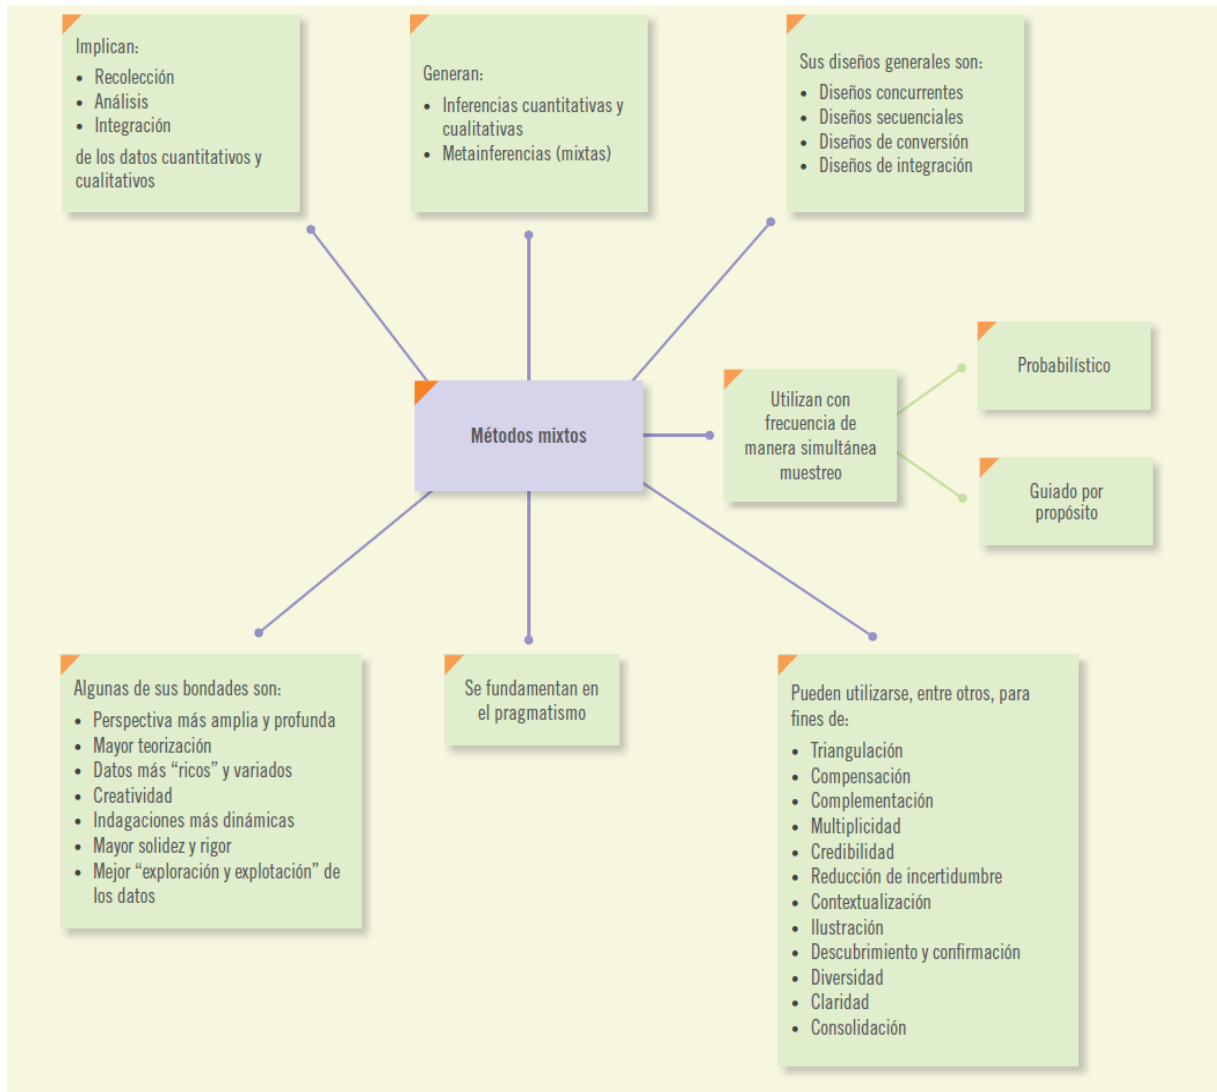 Implican:
• Recolección
• Análisis
• Integración
de los datos cuantitativos y
cualitativos
Generan:
• Inferencias cuantitativas y
cualitativas
• Metainferencias (mixtas)
Sus diseños generales son:
• Diseños concurrentes
• Diseños secuenciales
• Diseños de conversión
• Diseños de integración
Métodos mixtos
Utilizan con
frecuencia de
manera simultánea
muestreo
Probabilístico
Guiado por
propósito
Algunas de sus bondades son:
• Perspectiva más amplia y profunda
• Mayor teorización
• Datos más “ricos” y variados
• Creatividad
• Indagaciones más dinámicas
• Mayor solidez y rigor
• Mejor “exploración y explotación” de
los datos
Se fundamentan en
el pragmatismo
Pueden utilizarse, entre otros, para
fines de:
• Triangulación
• Compensación
• Complementación
• Multiplicidad
• Credibilidad
• Reducción de incertidumbre
• Contextualización
• Ilustración
• Descubrimiento y confirmación
• Diversidad
• Claridad
• Consolidación